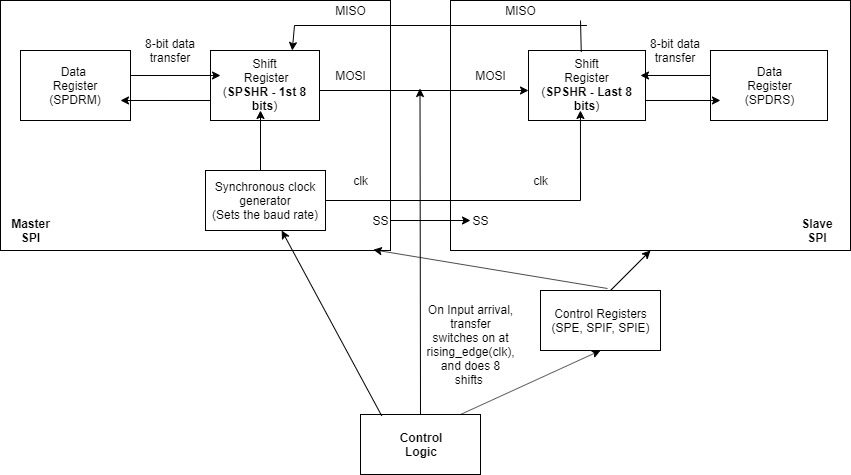 MISO
MISO
8-bit data
transfer
Data
Register
(SPDRM)
Shift
Register
(SPSHR - 1st 8
bits)
MOSI
MOSI
Shift
Register
(SPSHR - Last 8
bits)
8-bit data
transfer
Data
Register
(SPDRS)
Synchronous clock
generator
(Sets the baud rate)
clk
clk
Master
SPI
SS
SS
Slave
SPI
On Input arrival,
transfer
switches on at
rising_edge(clk),
and does 8
shifts
Control Registers
(SPE, SPIF, SPIE)
Control
Logic